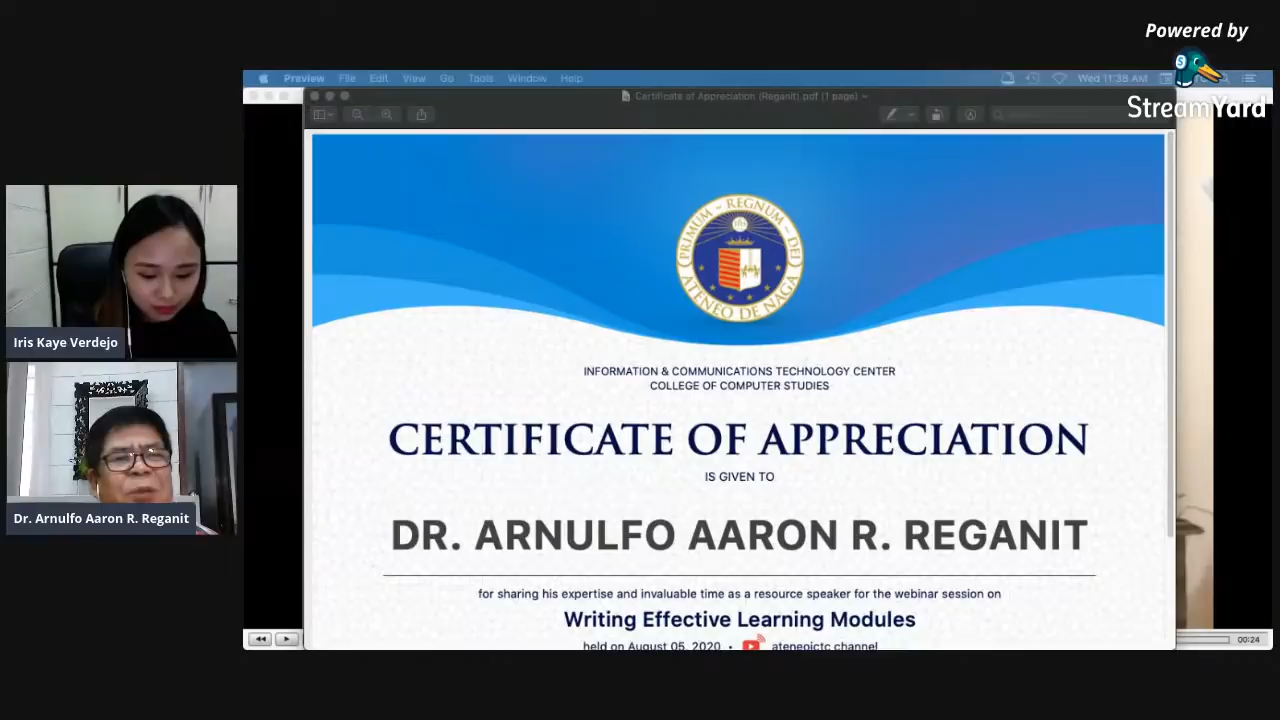 Powered by
StreamYard
Preview File Edit View Go Tools Window Help
Wed 11:36 AM
Certificate of Appreciation (Reganit).pdf (1 page)
PRIMUM - REGNUM - DEI
ATENEO DE NAGA
INFORMATION & COMMUNICATIONS TECHNOLOGY CENTER
COLLEGE OF COMPUTER STUDIES
CERTIFICATE OF APPRECIATION
IS GIVEN TO
DR. ARNULFO AARON R. REGANIT
for sharing his expertise and invaluable time as a resource speaker for the webinar session on
Writing Effective Learning Modules
held on August 05, 2020 • ateneoictc channel
00:24
Iris Kaye Verdejo
Dr. Arnulfo Aaron R. Reganit